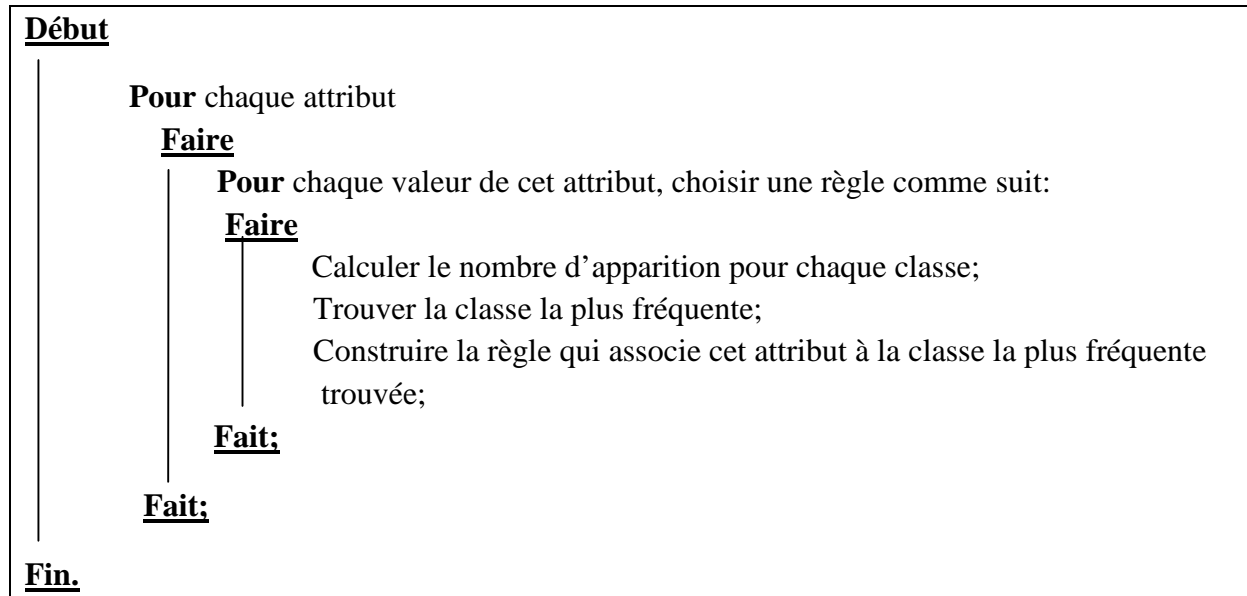 Début
Pour chaque attribut
Faire
Pour chaque valeur de cet attribut, choisir une règle comme suit:
Faire
Calculer le nombre d’apparition pour chaque classe;
Trouver la classe la plus fréquente;
Construire la règle qui associe cet attribut à la classe la plus fréquente
trouvée;
Fait;
Fait;
Fin.